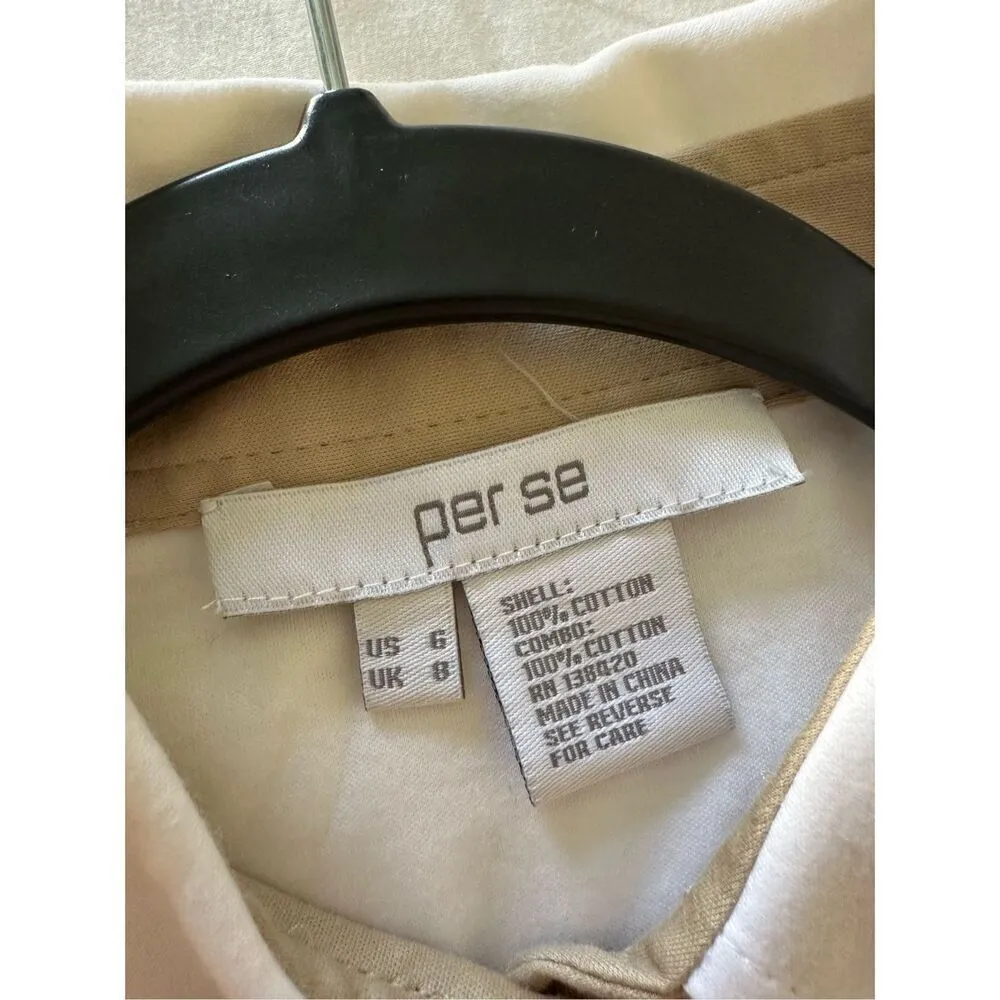 per se
US 6
UK 8
SHELL:
100% COTTON
COMBO:
100% COTTON
RN 138420
MADE IN CHINA
SEE REVERSE
FOR CARE